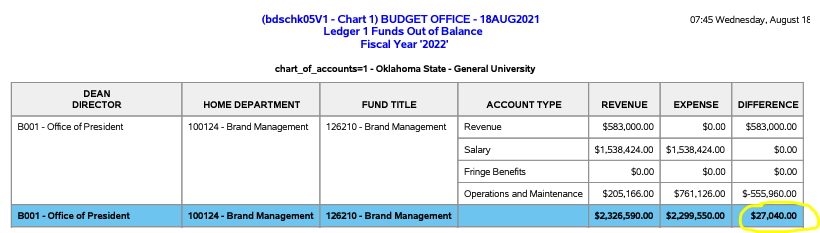 (bdschk05V1 - Chart 1) BUDGET OFFICE - 18AUG2021 07:45 Wednesday, August 18
Ledger 1 Funds Out of Balance
Fiscal Year '2022'
chart_of_accounts=1 - Oklahoma State - General University
DEAN DIRECTOR HOME DEPARTMENT FUND TITLE ACCOUNT TYPE REVENUE EXPENSE DIFFERENCE
B001 - Office of President 100124 - Brand Management 126210 - Brand Management Revenue $583,000.00 $0.00 $583,000.00
Salary $1,538,424.00 $1,538,424.00 $0.00
Fringe Benefits $0.00 $0.00 $0.00
Operations and Maintenance $205,166.00 $761,126.00 $-555,960.00
B001 - Office of President 100124 - Brand Management 126210 - Brand Management $2,326,590.00 $2,299,550.00 $27,040.00